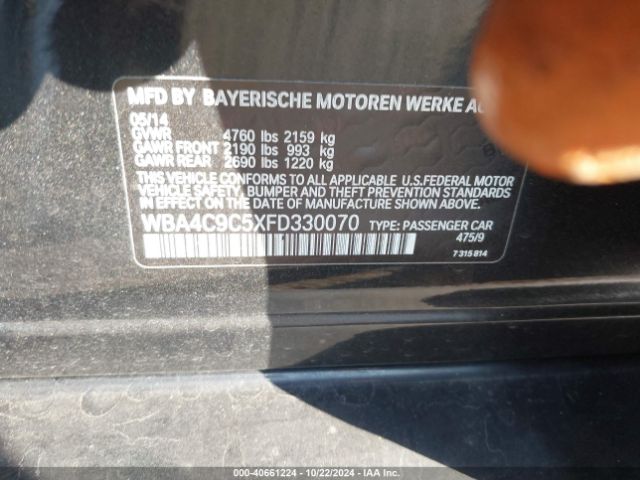 MFD BY BAYERISCHE MOTOREN WERKE AG
05/14
GVWR 4760 lbs 2159 kg
GAWR FRONT 2190 lbs 993 kg
GAWR REAR 2690 lbs 1220 kg
THIS VEHICLE CONFORMS TO ALL APPLICABLE U.S.FEDERAL MOTOR
VEHICLE SAFETY, BUMPER AND THEFT PREVENTION STANDARDS
IN EFFECT ON THE DATE OF MANUFACTURE SHOWN ABOVE.
WBA4C9C5XFD330070 TYPE: PASSENGER CAR
475/9
7315814
000-40661224 | 10/22/2024 | IAA Inc.